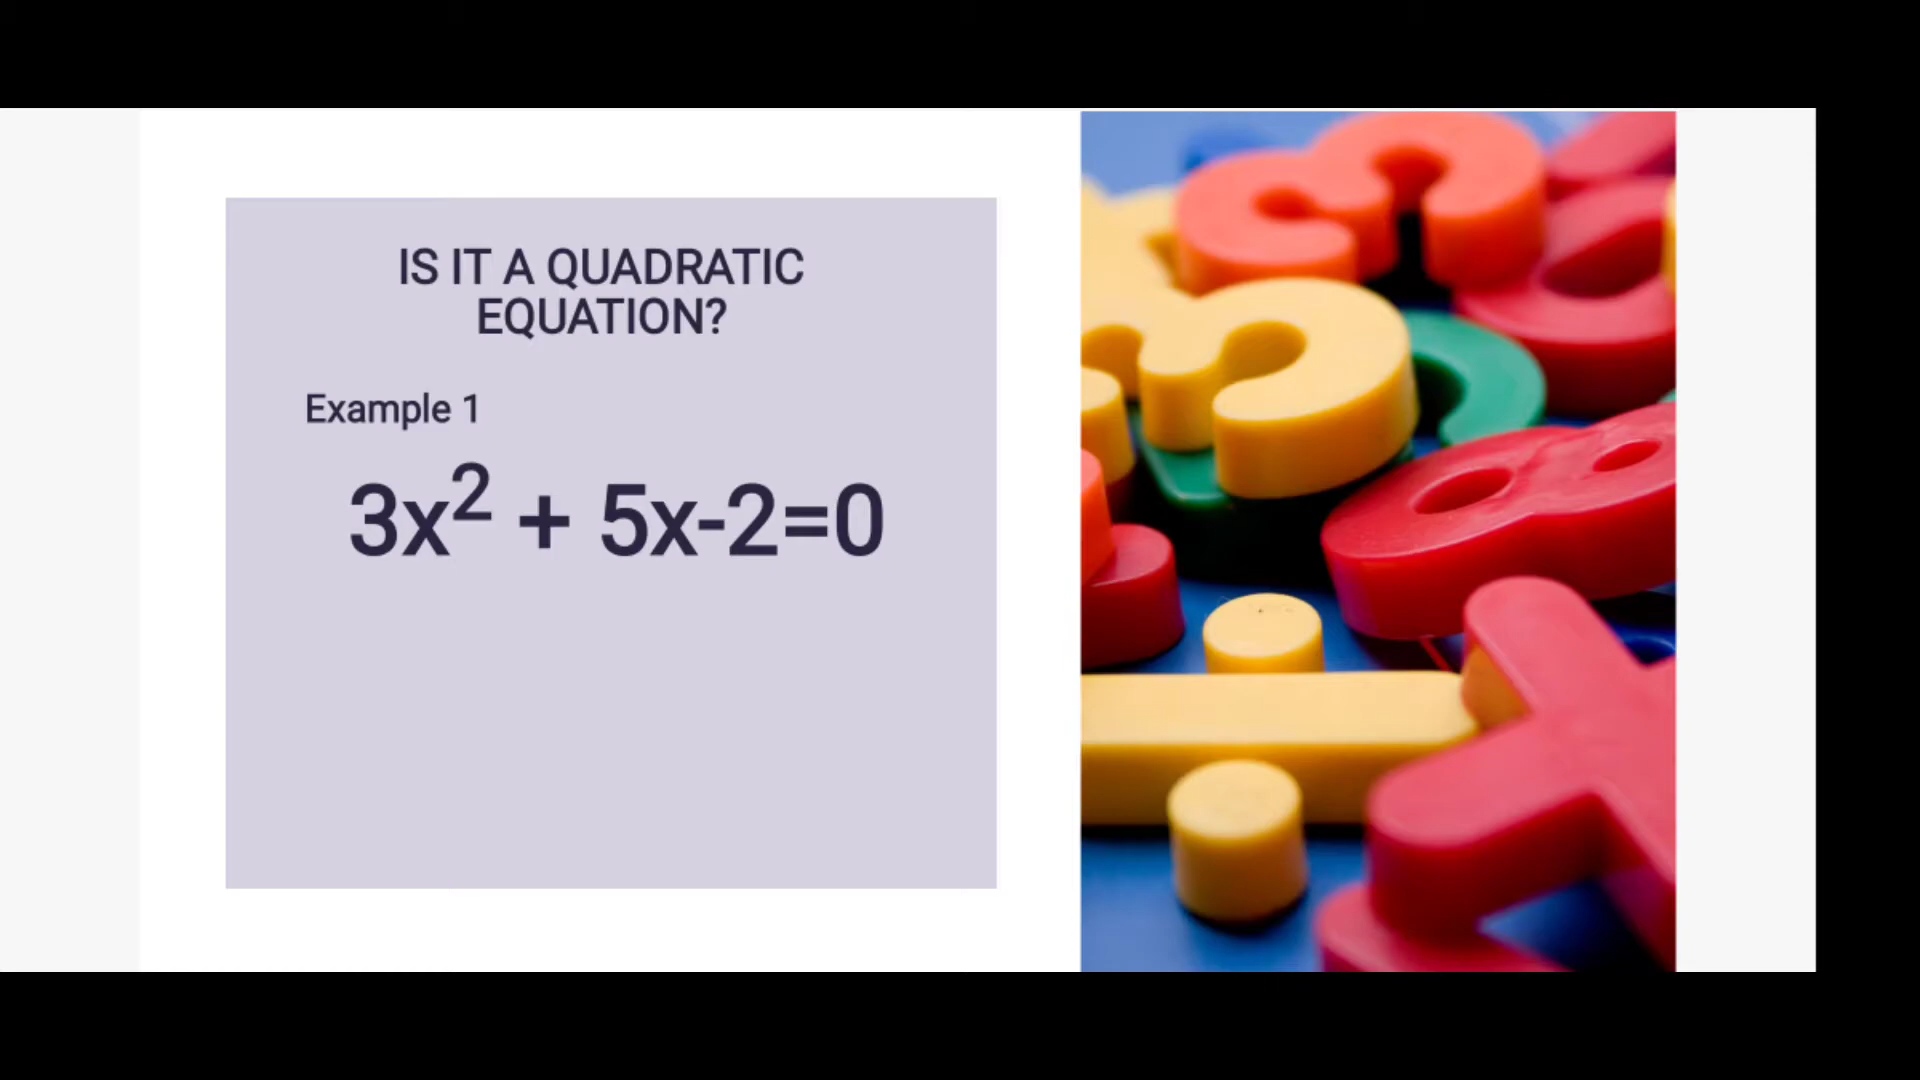 IS IT A QUADRATIC
EQUATION?
Example 1
3x² + 5x-2=0